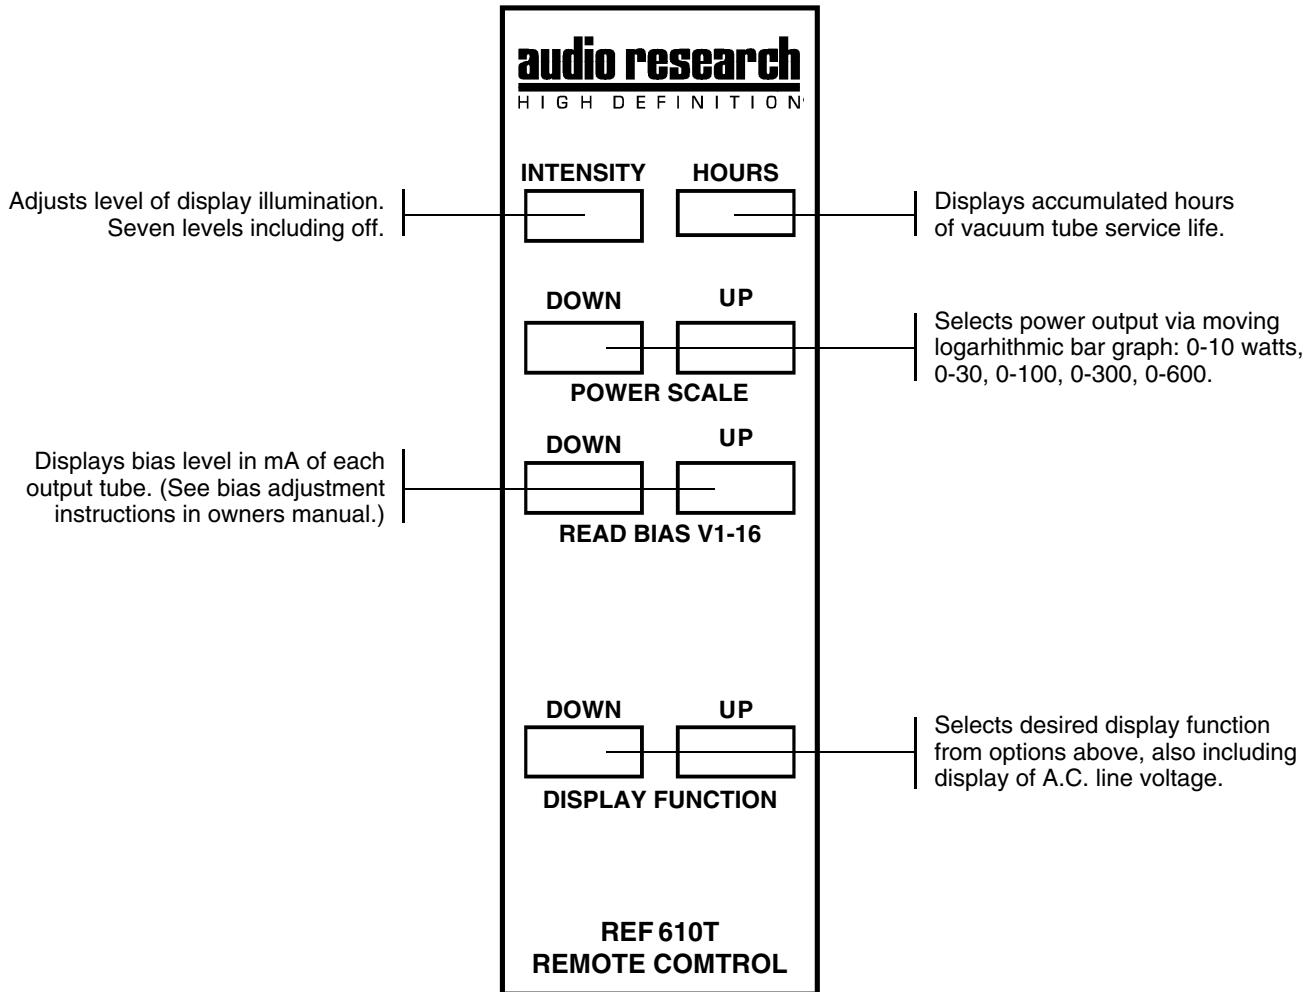 audio research
HIGH DEFINITION
INTENSITY
HOURS
Adjusts level of display illumination.
Seven levels including off.
Displays accumulated hours
of vacuum tube service life.
DOWN
UP
POWER SCALE
Selects power output via moving
logarhithmic bar graph: 0-10 watts,
0-30, 0-100, 0-300, 0-600.
DOWN
UP
READ BIAS V1-16
Displays bias level in mA of each
output tube. (See bias adjustment
instructions in owners manual.)
DOWN
UP
DISPLAY FUNCTION
Selects desired display function
from options above, also including
display of A.C. line voltage.
REF 610T
REMOTE COMTROL